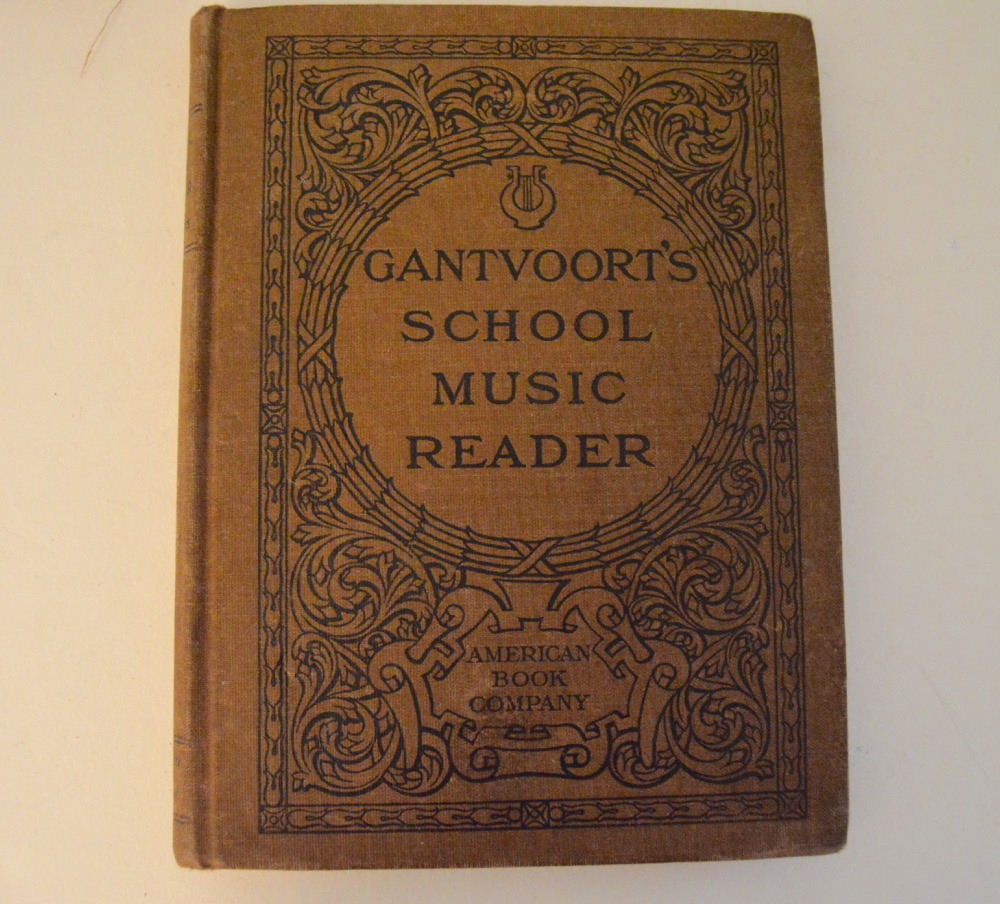 GANTVOORT'S
SCHOOL
MUSIC
READER
AMERICAN
BOOK
COMPANY